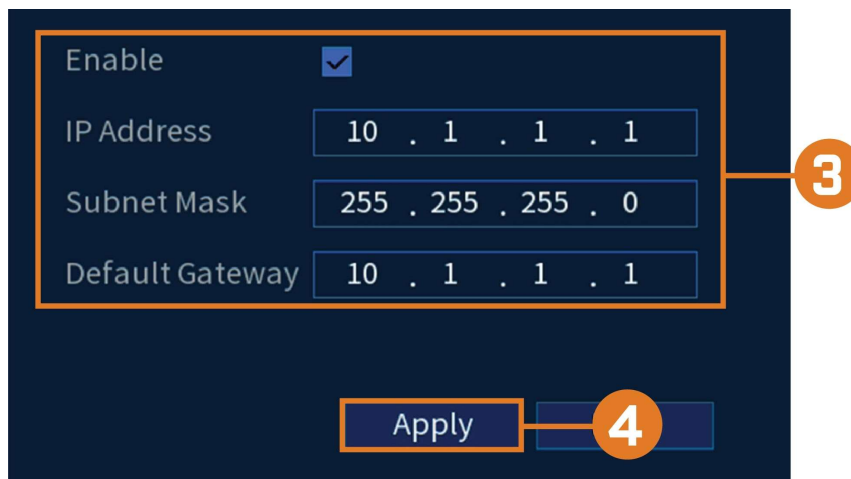 Enable
IP Address 10 . 1 . 1 . 1
Subnet Mask 255 . 255 . 255 . 0
Default Gateway 10 . 1 . 1 . 1
3
Apply
4